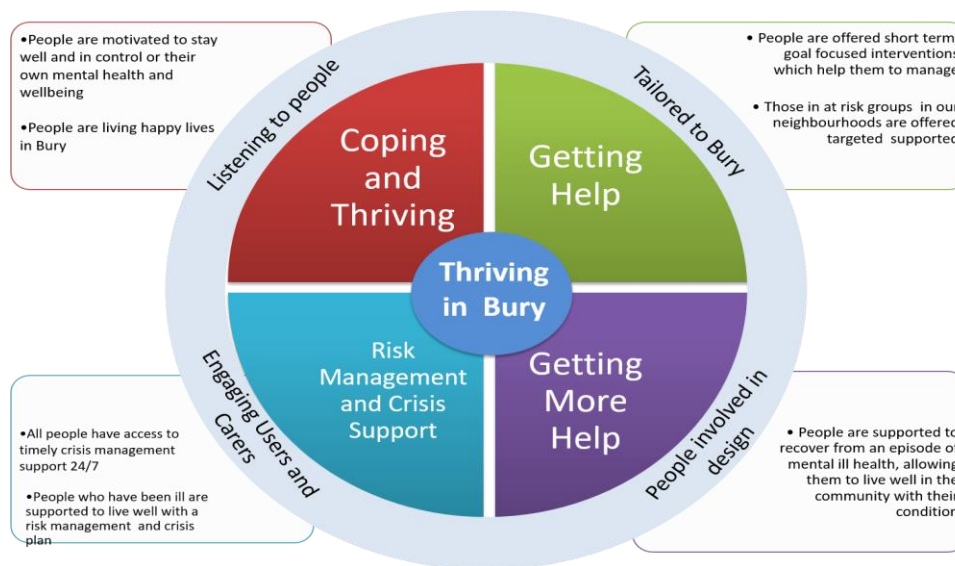 •People are motivated to stay
well and in control or their
own mental health and
wellbeing
•People are living happy lives
in Bury
• People are offered short term,
goal focused interventions
which help them to manage
• Those in at risk groups in our
neighbourhoods are offered
targeted supported
Listening to people
Tailored to Bury
Coping
and
Thriving
Getting
Help
Thriving
in Bury
Risk
Management
and Crisis
Support
Getting
More
Help
Engaging Users and
Carers
People involved in
design
•All people have access to
timely crisis management
support 24/7
•People who have been ill are
supported to live well with a
risk management and crisis
plan
• People are supported to
recover from an episode of
mental ill health, allowing
them to live well in the
community with their
condition